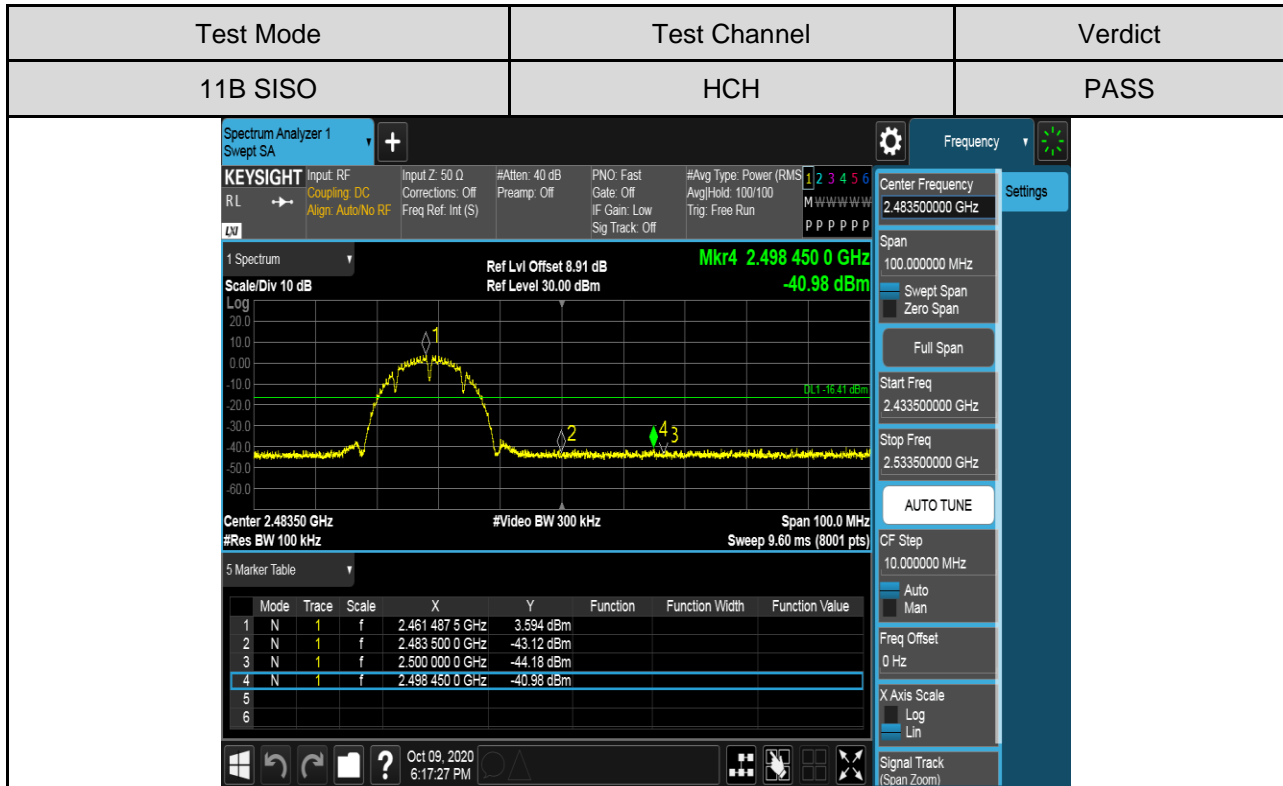 Test Mode Test Channel Verdict
11B SISO HCH PASS
Spectrum Analyzer 1
Swept SA
+
Frequency
KEYSIGHT
RL
LXI
Input: RF
Coupling: DC
Align: Auto/No RF
Input Z: 50 Ω
Corrections: Off
Freq Ref: Int (S)
#Atten: 40 dB
Preamp: Off
PNO: Fast
Gate: Off
IF Gain: Low
Sig Track: Off
#Avg Type: Power (RMS
Avg|Hold: 100/100
Trig: Free Run
1 2 3 4 5 6
M W W W W W
P P P P P P
1 Spectrum
Scale/Div 10 dB
Ref Lvl Offset 8.91 dB
Ref Level 30.00 dBm
Mkr4 2.498 450 0 GHz
-40.98 dBm
Log
20.0
10.0
0.00
-10.0
-20.0
-30.0
-40.0
-50.0
-60.0
1
2
4
3
DL1 -16.41 dBm
Center 2.48350 GHz
#Res BW 100 kHz
#Video BW 300 kHz
Span 100.0 MHz
Sweep 9.60 ms (8001 pts)
5 Marker Table
Mode Trace Scale X Y Function Function Width Function Value
1 N 1 f 2.461 487 5 GHz 3.594 dBm
2 N 1 f 2.483 500 0 GHz -43.12 dBm
3 N 1 f 2.500 000 0 GHz -44.18 dBm
4 N 1 f 2.498 450 0 GHz -40.98 dBm
5
6
?
Oct 09, 2020
6:17:27 PM
Center Frequency
2.483500000 GHz
Settings
Span
100.000000 MHz
Swept Span
Zero Span
Full Span
Start Freq
2.433500000 GHz
Stop Freq
2.533500000 GHz
AUTO TUNE
CF Step
10.000000 MHz
Auto
Man
Freq Offset
0 Hz
X Axis Scale
Log
Lin
Signal Track
(Span Zoom)